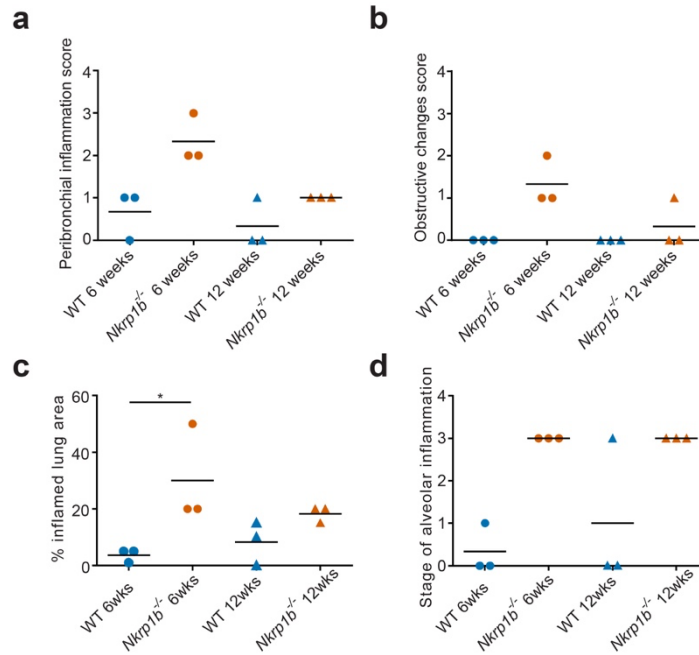 a
Peribronchial inflammation score
4
3
2
1
0
WT 6 weeks
Nkrp1b-/- 6 weeks
WT 12 weeks
Nkrp1b-/- 12 weeks
b
Obstructive changes score
4
3
2
1
0
WT 6 weeks
Nkrp1b-/- 6 weeks
WT 12 weeks
Nkrp1b-/- 12 weeks
c
% inflamed lung area
60
40
20
0
*
WT 6wks
Nkrp1b-/- 6wks
WT 12wks
Nkrp1b-/- 12wks
d
Stage of alveolar inflammation
4
3
1
0
WT 6wks
Nkrp1b-/- 6wks
WT 12wks
Nkrp1b-/- 12wks